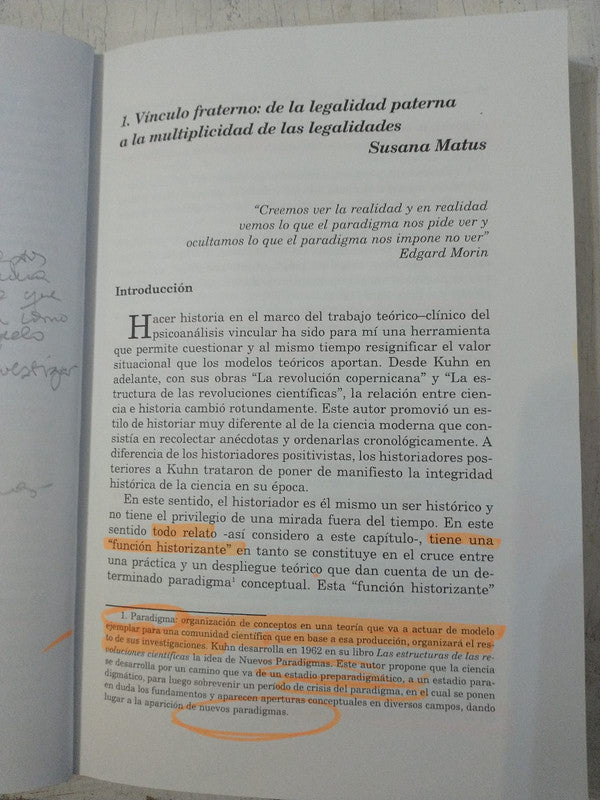 1. Vínculo fraterno: de la legalidad paterna
a la multiplicidad de las legalidades
Susana Matus
“Creemos ver la realidad y en realidad
vemos lo que el paradigma nos pide ver y
ocultamos lo que el paradigma nos impone no ver”
Edgard Morin
Introducción
Hacer historia en el marco del trabajo teórico–clínico del
psicoanálisis vincular ha sido para mí una herramienta
que permite cuestionar y al mismo tiempo resignificar el valor
situacional que los modelos teóricos aportan. Desde Kuhn en
adelante, con sus obras “La revolución copernicana” y “La es-
tructura de las revoluciones científicas”, la relación entre cien-
cia e historia cambió rotundamente. Este autor promovió un es-
tilo de historiar muy diferente al de la ciencia moderna que con-
sistía en recolectar anécdotas y ordenarlas cronológicamente. A
diferencia de los historiadores positivistas, los historiadores pos-
teriores a Kuhn trataron de poner de manifiesto la integridad
histórica de la ciencia en su época.
En este sentido, el historiador es él mismo un ser histórico y
no tiene el privilegio de una mirada fuera del tiempo. En este
sentido todo relato -así considero a este capítulo-, tiene una
“función historizante” en tanto se constituye en el cruce entre
una práctica y un despliegue teórico que dan cuenta de un de-
terminado paradigma¹ conceptual. Esta “función historizante”
1. Paradigma: organización de conceptos en una teoría que va a actuar de modelo
ejemplar para una comunidad científica que en base a esa producción, organizará el res-
to de sus investigaciones. Kuhn desarrolla en 1962 en su libro Las estructuras de las re-
voluciones científicas la idea de Nuevos Paradigmas. Este autor propone que la ciencia
se desarrolla por un camino que va de un estadio preparadigmático, a un estadio para-
digmático, para luego sobrevenir un período de crisis del paradigma, en el cual se ponen
en duda los fundamentos y aparecen aperturas conceptuales en diversos campos, dando
lugar a la aparición de nuevos paradigmas.
que